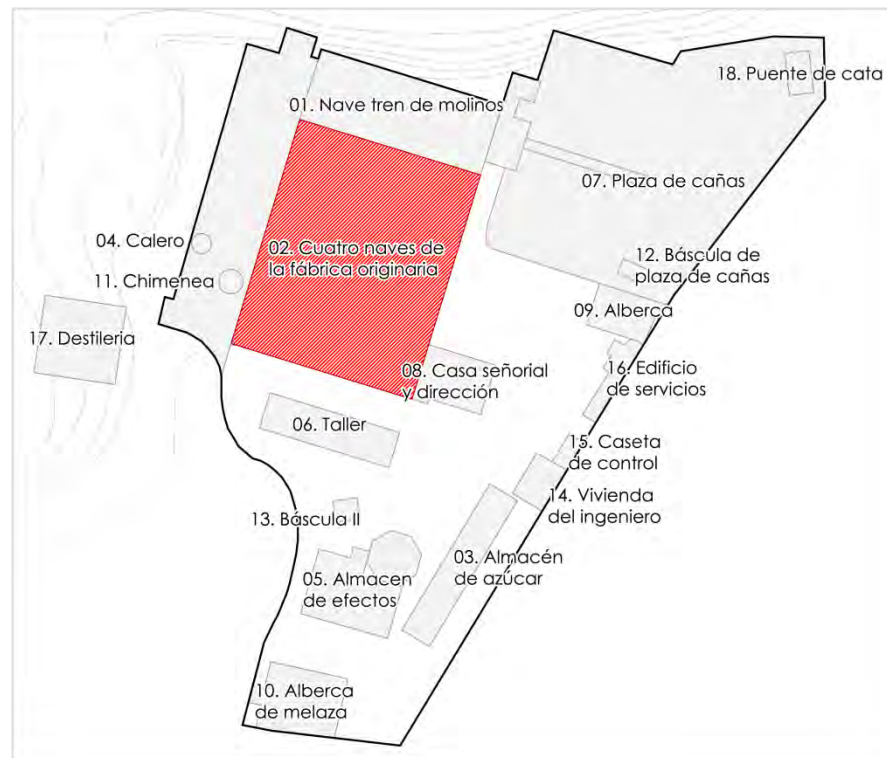 18. Puente de cata
01. Nave tren de molinos
07. Plaza de cañas
04. Calero
02. Cuatro naves de
la fábrica originaria
12. Báscula de
plaza de cañas
11. Chimenea
09. Alberca
17. Destileria
08. Casa señorial
y dirección
16. Edificio
de servicios
06. Taller
15. Caseta
de control
14. Vivienda
del ingeniero
13. Báscula II
03. Almacén
de azúcar
05. Almacen
de efectos
10. Alberca
de melaza